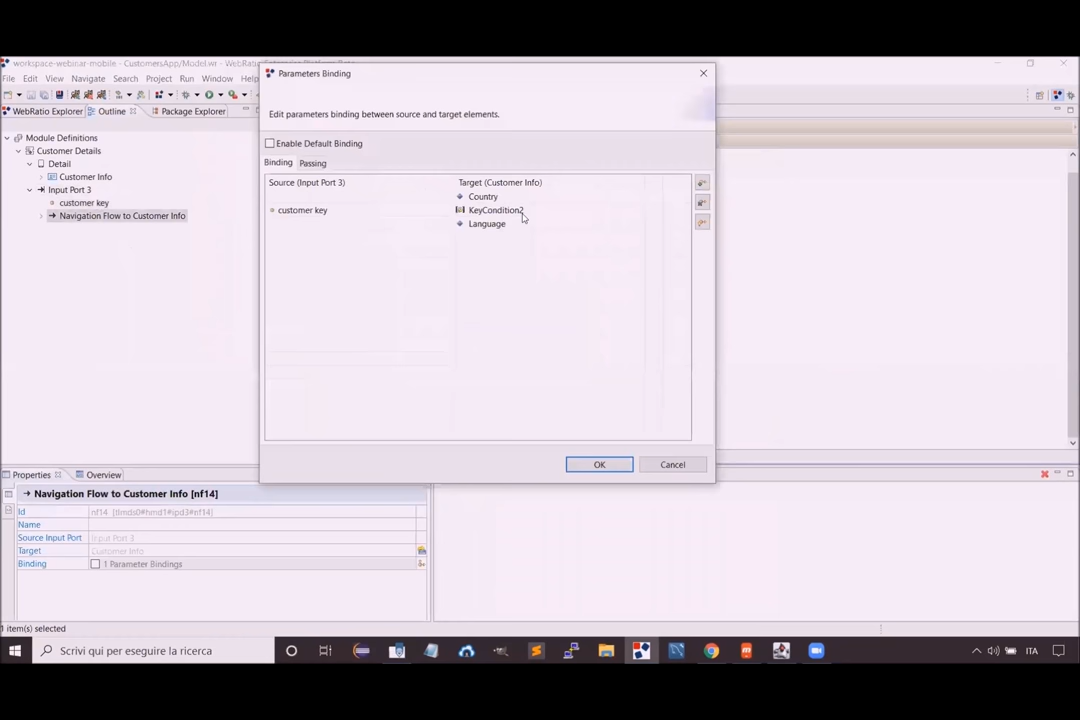 workspace-webinar-mobile - CustomersApp/Model.wr - WebRatio
Parameters Binding
File Edit View Navigate Search Project Run Window
Edit parameters binding between source and target elements.
WebRatio Explorer Outline Package Explorer
Enable Default Binding
Module Definitions
Customer Details
Binding Passing
Detail
Customer Info
Source (Input Port 3) Target (Customer Info)
Input Port 3
Country
customer key
customer key KeyCondition2
Navigation Flow to Customer Info
Language
OK Cancel
Properties Overview
Navigation Flow to Customer Info [nf14]
Id nf14
Name
Source Input Port Input Port 3
Target Customer Info
Binding 1 Parameter Bindings
1 item(s) selected
Scrivi qui per eseguire la ricerca
ITA